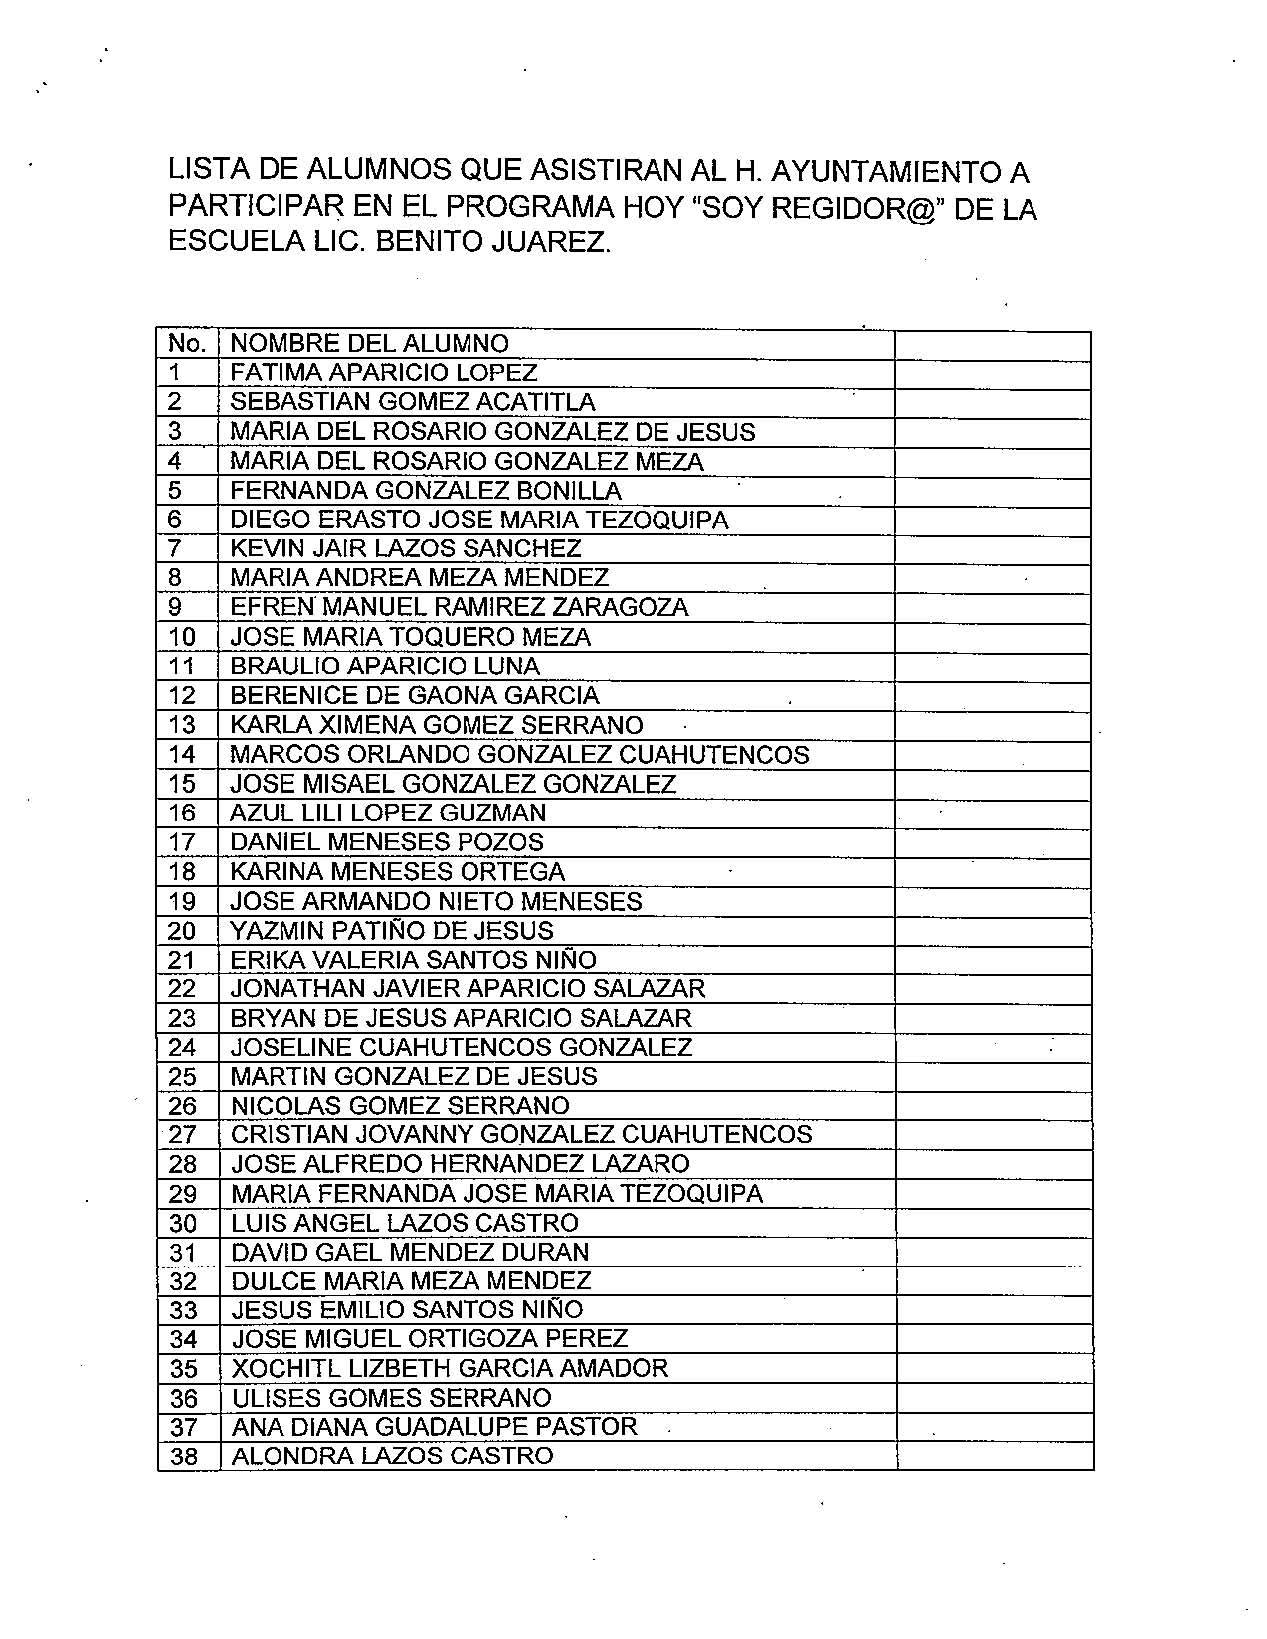 LISTA DE ALUMNOS QUE ASISTIRAN AL H. AYUNTAMIENTO A
PARTICIPAR EN EL PROGRAMA HOY "SOY REGIDOR@" DE LA
ESCUELA LIC. BENITO JUAREZ.
No. NOMBRE DEL ALUMNO
1 FATIMA APARICIO LOPEZ
2 SEBASTIAN GOMEZ ACATITLA
3 MARIA DEL ROSARIO GONZALEZ DE JESUS
4 MARIA DEL ROSARIO GONZALEZ MEZA
5 FERNANDA GONZALEZ BONILLA
6 DIEGO ERASTO JOSE MARIA TEZOQUIPA
7 KEVIN JAIR LAZOS SANCHEZ
8 MARIA ANDREA MEZA MENDEZ
9 EFREN MANUEL RAMIREZ ZARAGOZA
10 JOSE MARIA TOQUERO MEZA
11 BRAULIO APARICIO LUNA
12 BERENICE DE GAONA GARCIA
13 KARLA XIMENA GOMEZ SERRANO
14 MARCOS ORLANDO GONZALEZ CUAHUTENCOS
15 JOSE MISAEL GONZALEZ GONZALEZ
16 AZUL LILI LOPEZ GUZMAN
17 DANIEL MENESES POZOS
18 KARINA MENESES ORTEGA
19 JOSE ARMANDO NIETO MENESES
20 YAZMIN PATIÑO DE JESUS
21 ERIKA VALERIA SANTOS NIÑO
22 JONATHAN JAVIER APARICIO SALAZAR
23 BRYAN DE JESUS APARICIO SALAZAR
24 JOSELINE CUAHUTENCOS GONZALEZ
25 MARTIN GONZALEZ DE JESUS
26 NICOLAS GOMEZ SERRANO
27 CRISTIAN JOVANNY GONZALEZ CUAHUTENCOS
28 JOSE ALFREDO HERNANDEZ LAZARO
29 MARIA FERNANDA JOSE MARIA TEZOQUIPA
30 LUIS ANGEL LAZOS CASTRO
31 DAVID GAEL MENDEZ DURAN
32 DULCE MARIA MEZA MENDEZ
33 JESUS EMILIO SANTOS NIÑO
34 JOSE MIGUEL ORTIGOZA PEREZ
35 XOCHITL LIZBETH GARCIA AMADOR
36 ULISES GOMES SERRANO
37 ANA DIANA GUADALUPE PASTOR
38 ALONDRA LAZOS CASTRO